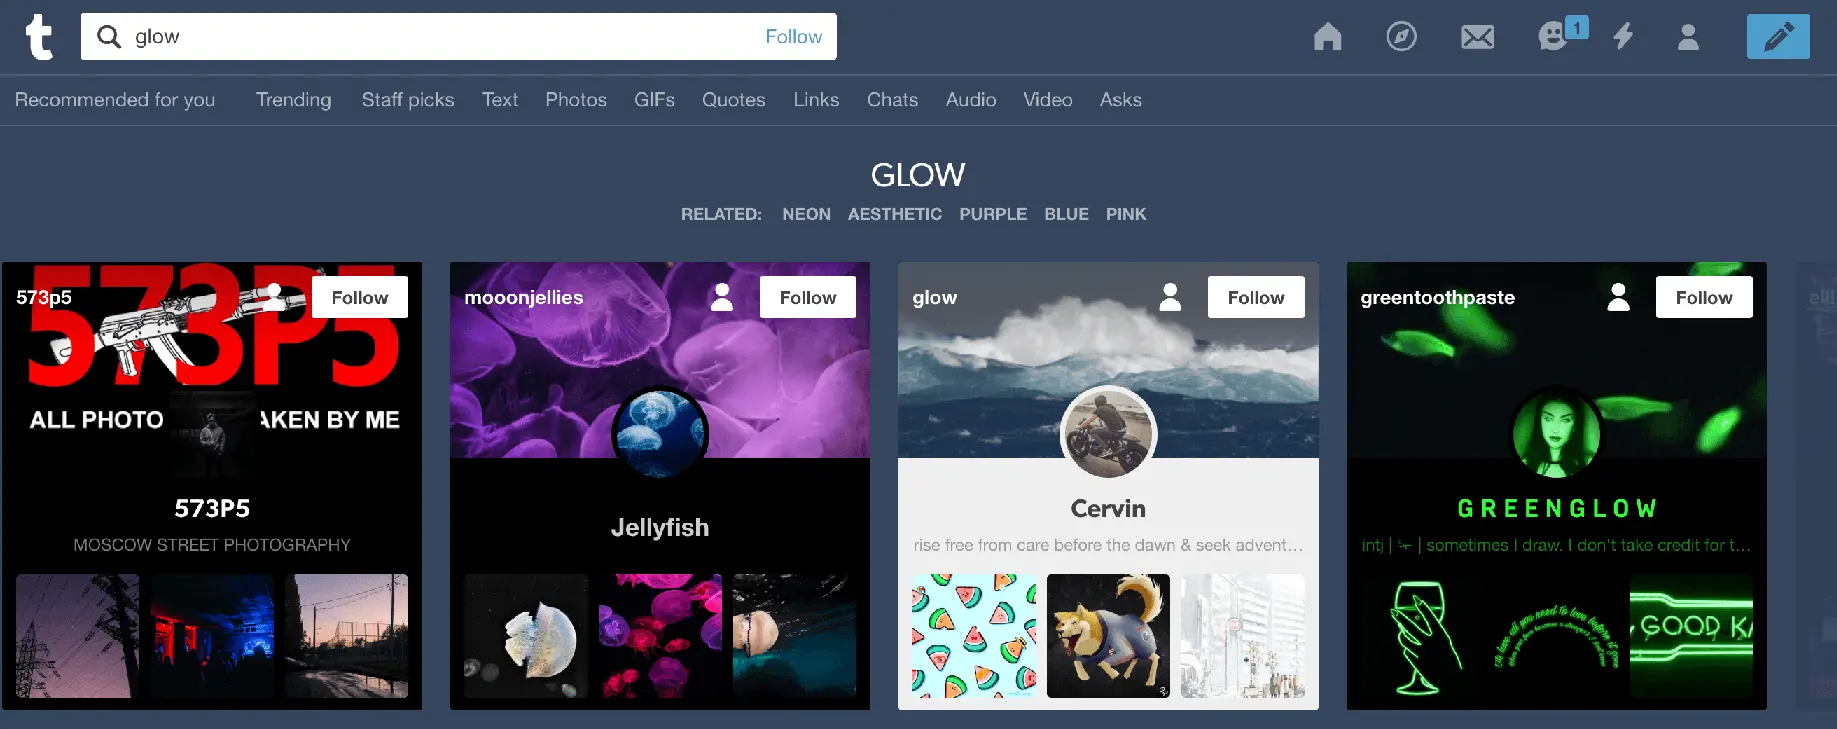 t
glow Follow
1
Recommended for you Trending Staff picks Text Photos GIFs Quotes Links Chats Audio Video Asks
GLOW
RELATED: NEON AESTHETIC PURPLE BLUE PINK
573p5 Follow
573P5
ALL PHOTO AKEN BY ME
573P5
MOSCOW STREET PHOTOGRAPHY
mooonjellies Follow
Jellyfish
glow Follow
Cervin
rise free from care before the dawn & seek advent...
greentoothpaste Follow
GREENGLOW
intj | | sometimes I draw. I don't take credit for t...
GOOD KA